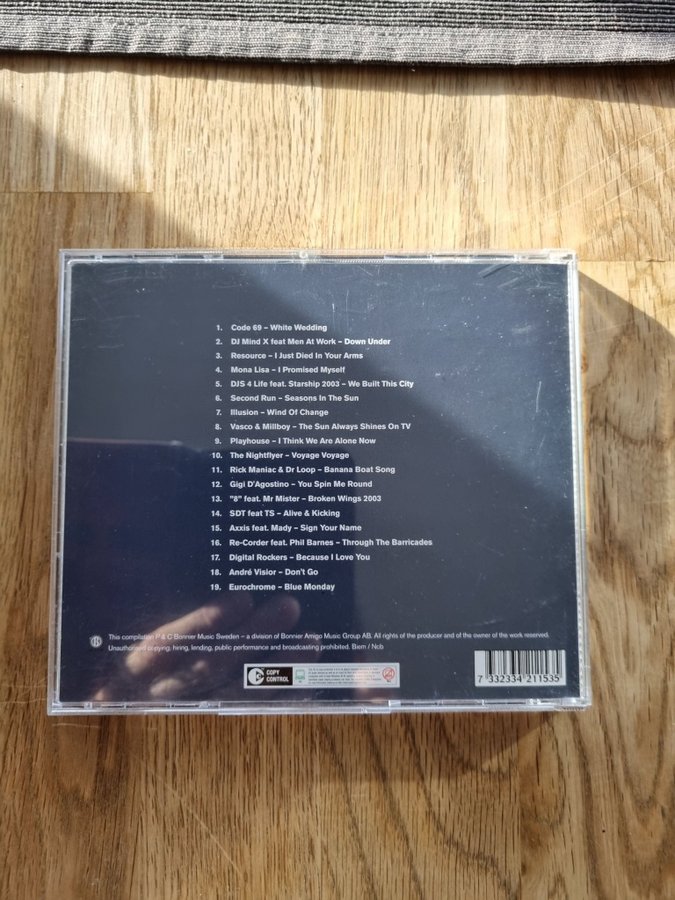 1. Code 69 – White Wedding
2. DJ Mind X feat Men At Work – Down Under
3. Resource – I Just Died In Your Arms
4. Mona Lisa – I Promised Myself
5. DJS 4 Life feat. Starship 2003 – We Built This City
6. Second Run – Seasons In The Sun
7. Illusion – Wind Of Change
8. Vasco & Millboy – The Sun Always Shines On TV
9. Playhouse – I Think We Are Alone Now
10. The Nightflyer – Voyage Voyage
11. Rick Maniac & Dr Loop – Banana Boat Song
12. Gigi D'Agostino – You Spin Me Round
13. "8" feat. Mr Mister – Broken Wings 2003
14. SDT feat TS – Alive & Kicking
15. Axxis feat. Mady – Sign Your Name
16. Re-Corder feat. Phil Barnes – Through The Barricades
17. Digital Rockers – Because I Love You
18. André Visior – Don't Go
19. Eurochrome – Blue Monday
This compilation P & C Bonnier Music Sweden – a division of Bonnier Amigo Music Group AB. All rights of the producer and of the owner of the work reserved.
Unauthorised copying, hiring, lending, public performance and broadcasting prohibited. Biem / Ncb
COPY
CONTROL
7 332334 211535